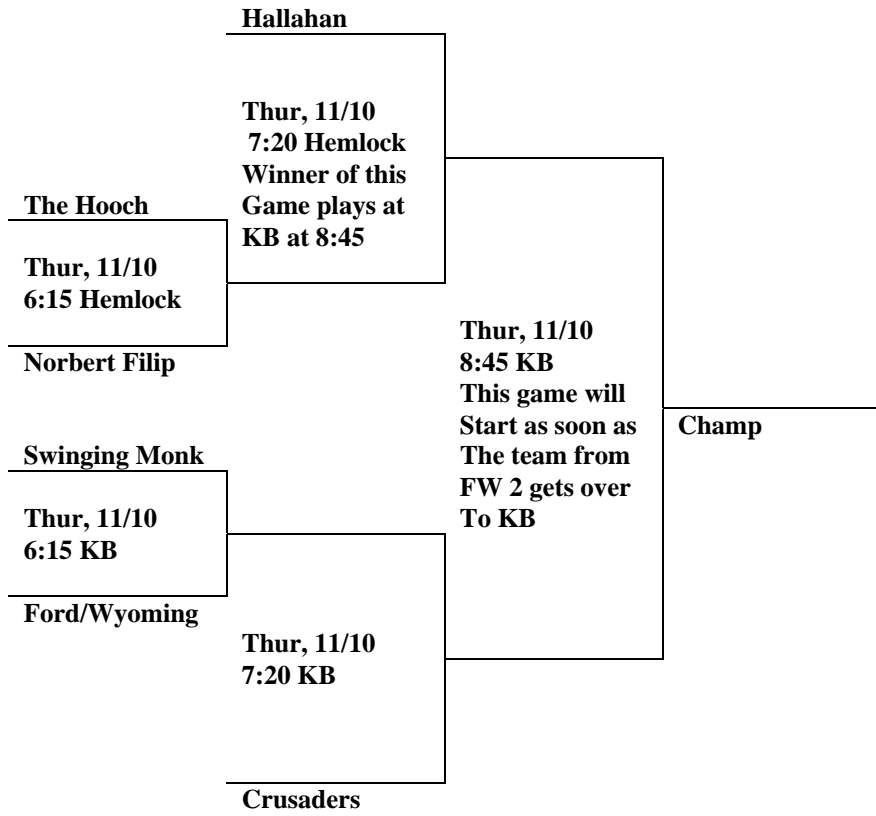 Hallahan
Thur, 11/10
7:20 Hemlock
Winner of this
Game plays at
KB at 8:45
The Hooch
Thur, 11/10
6:15 Hemlock
Norbert Filip
Thur, 11/10
8:45 KB
This game will
Start as soon as
The team from
FW 2 gets over
To KB
Champ
Swinging Monk
Thur, 11/10
6:15 KB
Ford/Wyoming
Thur, 11/10
7:20 KB
Crusaders